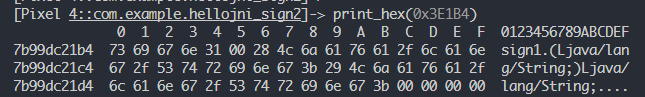 [Pixel 4::com.example.hellojni_sign2]-> print_hex(0x3E1B4)
0 1 2 3 4 5 6 7 8 9 A B C D E F 0123456789ABCDEF
7b99dc21b4 73 69 67 6e 31 00 28 4c 6a 61 76 61 2f 6c 61 6e sign1.(Ljava/lan
7b99dc21c4 67 2f 53 74 72 69 6e 67 3b 29 4c 6a 61 76 61 2f g/String;)Ljava/
7b99dc21d4 6c 61 6e 67 2f 53 74 72 69 6e 67 3b 00 00 00 00 lang/String;....